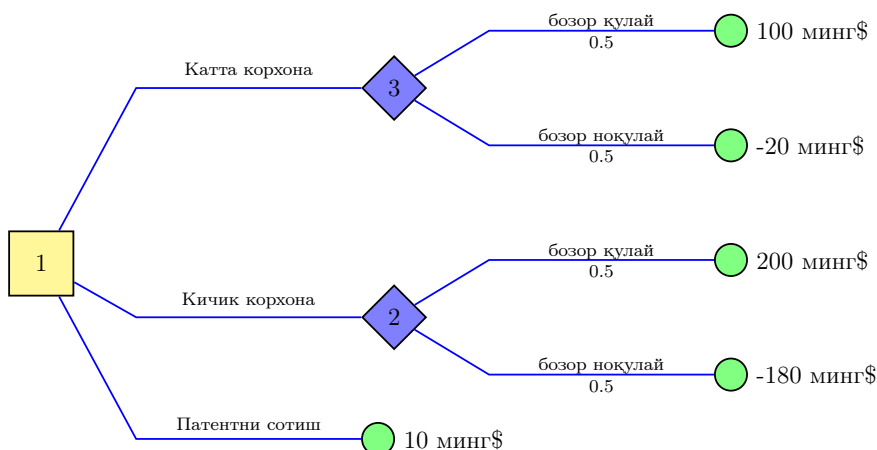 бозор қулай
0.5
100 минг$
Катта корхона
3
бозор ноқулай
0.5
-20 минг$
1
бозор қулай
0.5
200 минг$
Кичик корхона
2
бозор ноқулай
0.5
-180 минг$
Патентни сотиш
10 минг$